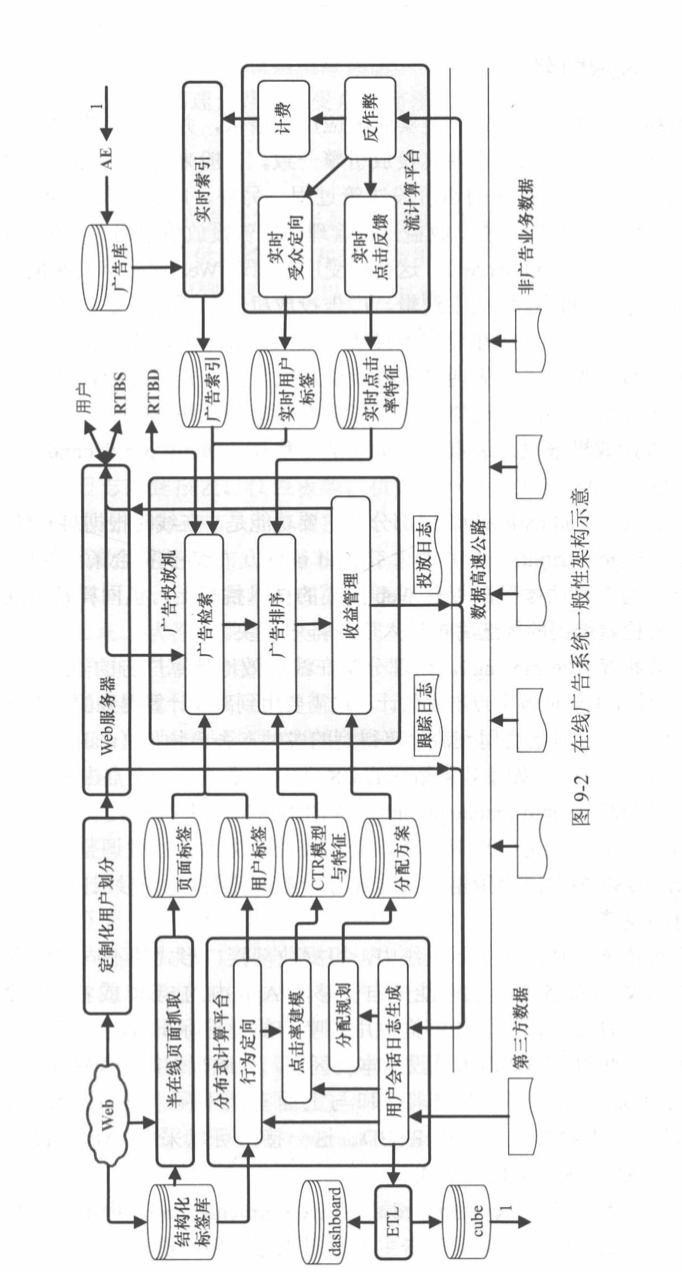 Web
定制化用户划分
Web服务器
用户
RTBS
RTBD
广告库
AE
1
结构化
标签库
半在线页面抓取
页面标签
广告投放机
广告检索
广告索引
实时索引
分布式计算平台
行为定向
用户标签
实时用户
标签
实时
受众定向
计费
点击率建模
CTR模型
与特征
广告排序
实时点击
率特征
实时
点击反馈
反作弊
流计算平台
分配规划
分配方案
收益管理
用户会话日志生成
dashboard
ETL
cube
1
跟踪日志
投放日志
数据高速公路
第三方数据
非广告业务数据
图 9-2 在线广告系统一般性架构示意